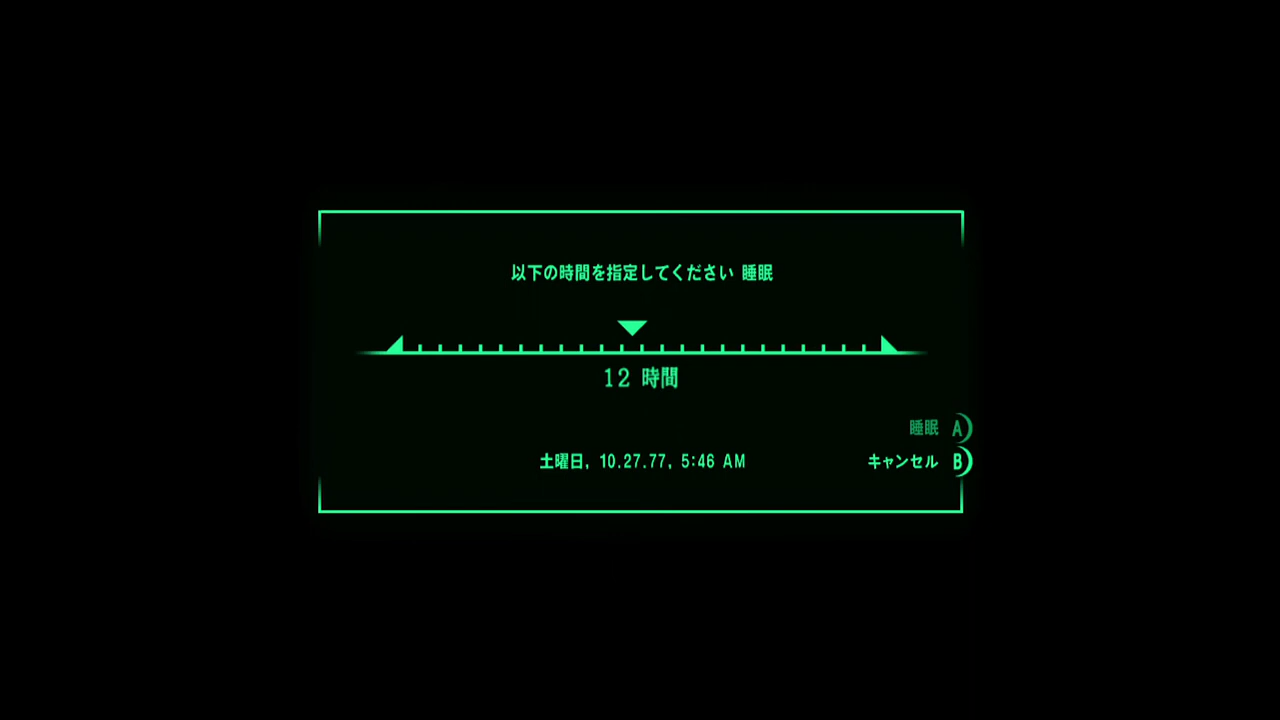 以下の時間を指定してください 睡眠
12 時間
睡眠 A)
土曜日, 10.27.77, 5:46 AM
キャンセル B)